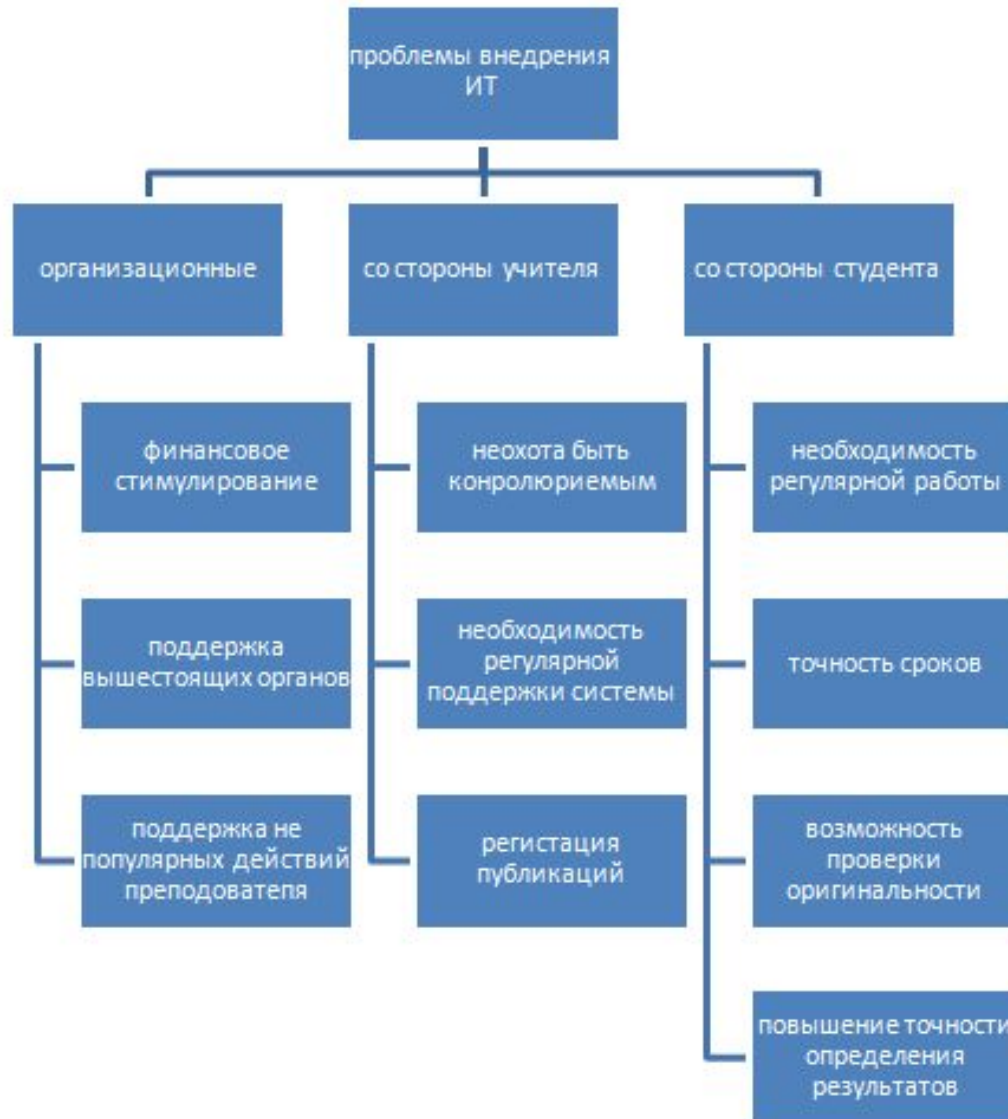 проблемы внедрения
ИТ
организационные
со стороны учителя
со стороны студента
финансовое
стимулирование
поддержка
вышестоящих органов
поддержка не
популярных действий
преподователя
неохота быть
конролюриемым
необходимость
регулярной
поддержки системы
регистация
публикаций
необходимость
регулярной работы
точность сроков
возможность
проверки
оригинальности
повышение точности
определения
результатов